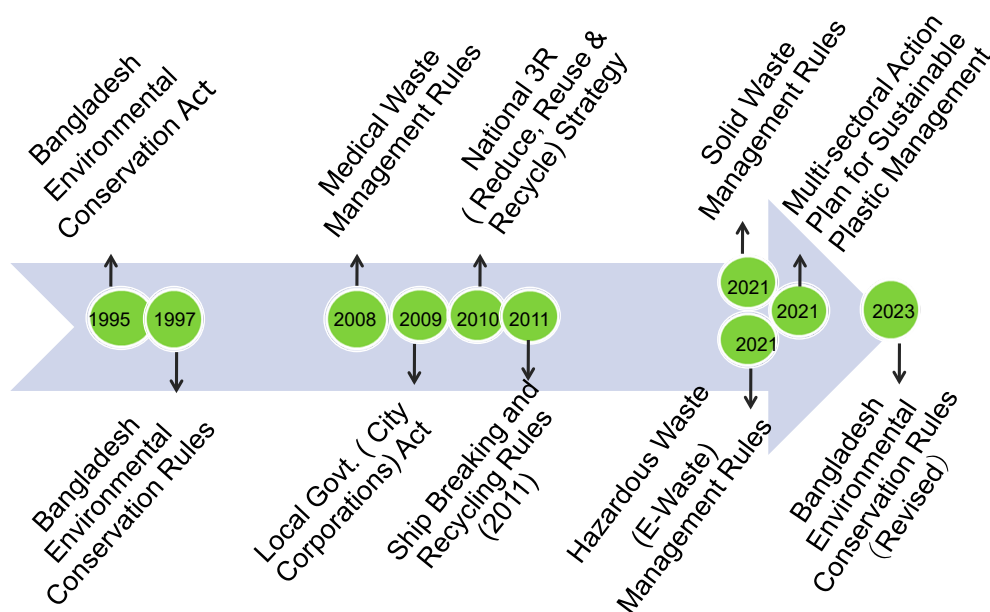 Bangladesh
Environmental
Conservation Act
Medical Waste
Management Rules
National 3R
(Reduce, Reuse &
Recycle) Strategy
Solid Waste
Management Rules
Multi-sectoral Action
Plan for Sustainable
Plastic Management
1995
1997
2008
2009
2010
2011
2021
2021
2021
2023
Bangladesh
Environmental
Conservation Rules
Local Govt. (City
Corporations) Act
Ship Breaking and
Recycling Rules
(2011)
Hazardous Waste
(E-Waste)
Management Rules
Bangladesh
Environmental
Conservation Rules
(Revised)